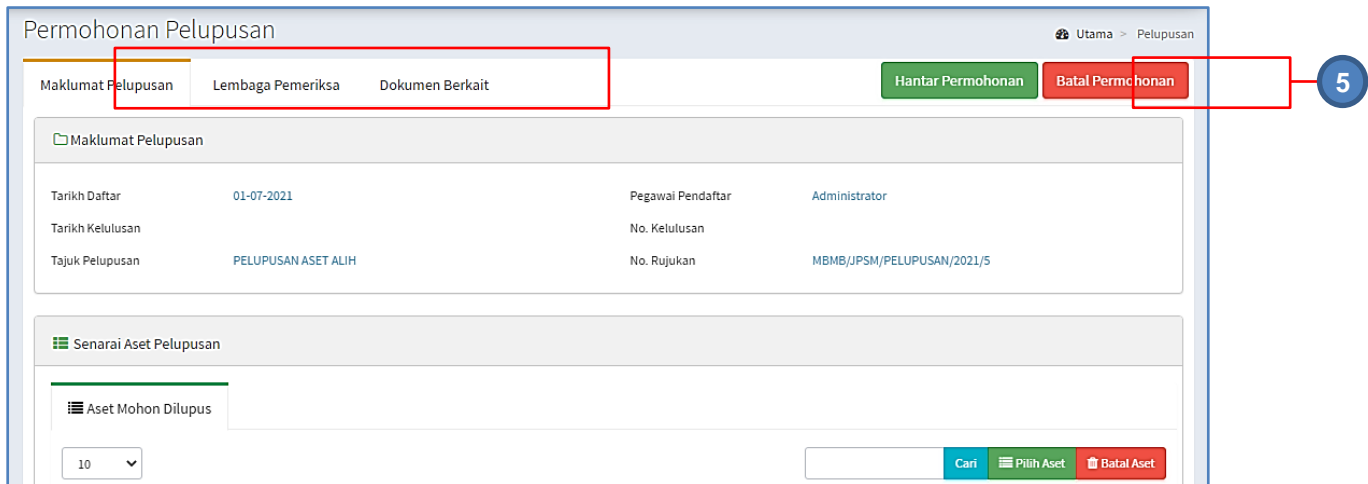 Permohonan Pelupusan
Utama > Pelupusan
Maklumat Pelupusan Lembaga Pemeriksa Dokumen Berkait Hantar Permohonan Batal Permohonan 5
Maklumat Pelupusan
Tarikh Daftar 01-07-2021 Pegawai Pendaftar Administrator
Tarikh Kelulusan No. Kelulusan
Tajuk Pelupusan PELUPUSAN ASET ALIH No. Rujukan MBMB/JPSM/PELUPUSAN/2021/5
Senarai Aset Pelupusan
Aset Mohon Dilupus
10 Cari Pilih Aset Batal Aset